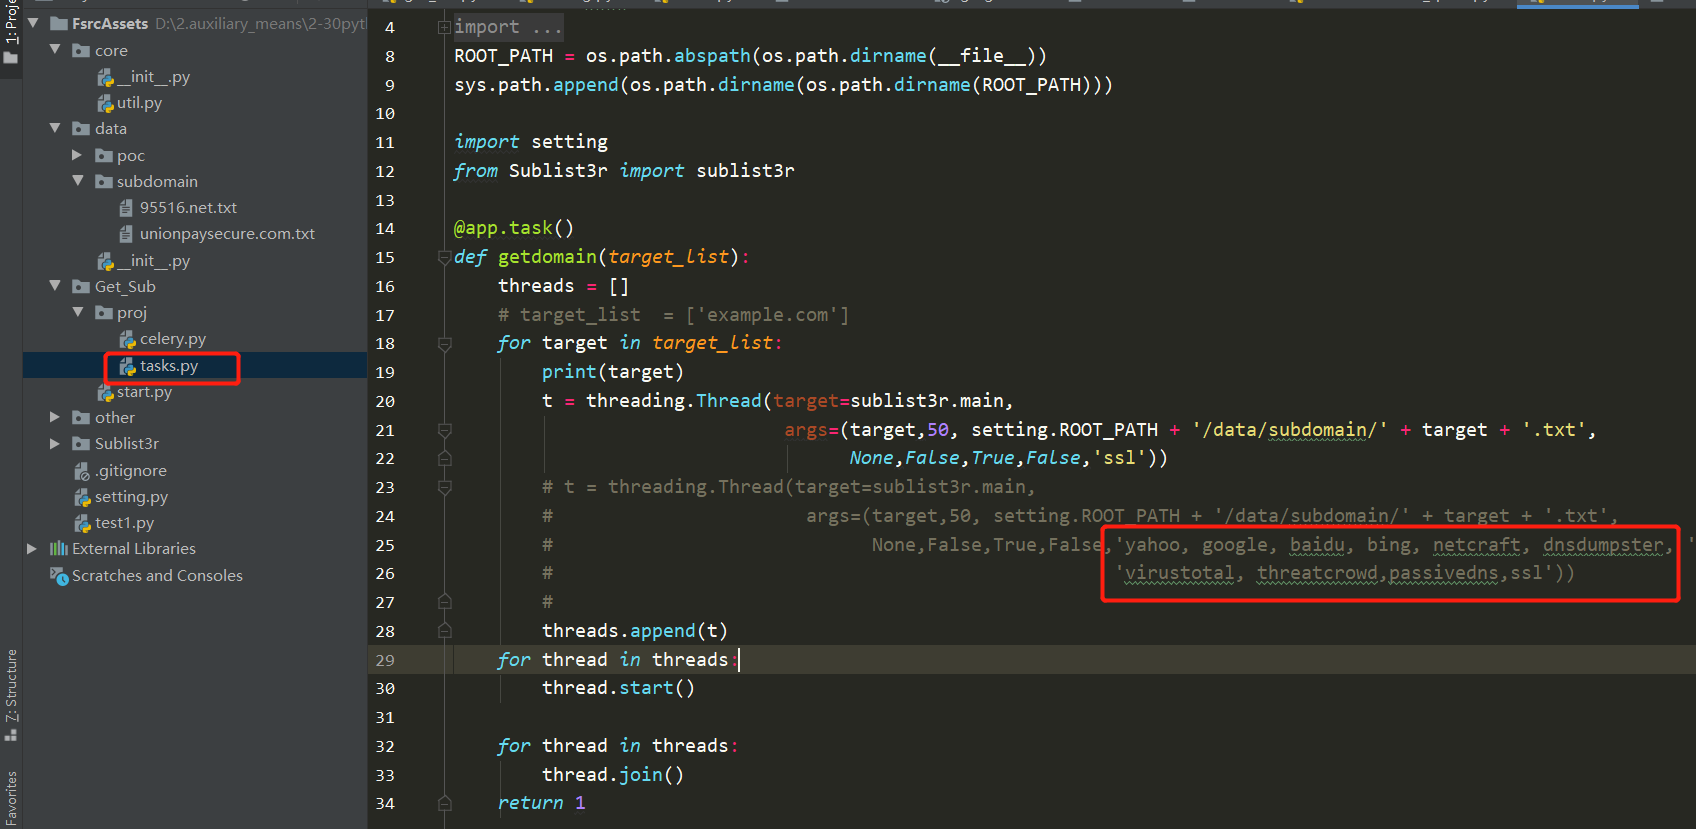 1: Proje
FsrcAssets D:\2.auxiliary_means\2-30pyt
core
__init__.py
util.py
data
poc
subdomain
95516.net.txt
unionpaysecure.com.txt
__init__.py
Get_Sub
proj
celery.py
tasks.py
start.py
other
Sublist3r
.gitignore
setting.py
test1.py
External Libraries
Scratches and Consoles
7: Structure
Favorites
4 import ...
8 ROOT_PATH = os.path.abspath(os.path.dirname(__file__))
9 sys.path.append(os.path.dirname(os.path.dirname(ROOT_PATH)))
10
11 import setting
12 from Sublist3r import sublist3r
13
14 @app.task()
15 def getdomain(target_list):
16 threads = []
17 # target_list  = ['example.com']
18 for target in target_list:
19 print(target)
20 t = threading.Thread(target=sublist3r.main,
21 args=(target,50, setting.ROOT_PATH + '/data/subdomain/' + target + '.txt',
22 None,False,True,False,'ssl'))
23 # t = threading.Thread(target=sublist3r.main,
24 # args=(target,50, setting.ROOT_PATH + '/data/subdomain/' + target + '.txt',
25 # None,False,True,False,'yahoo, google, baidu, bing, netcraft, dnsdumpster, '
26 # 'virustotal, threatcrowd,passivedns,ssl'))
27 #
28 threads.append(t)
29 for thread in threads:
30 thread.start()
31
32 for thread in threads:
33 thread.join()
34 return 1